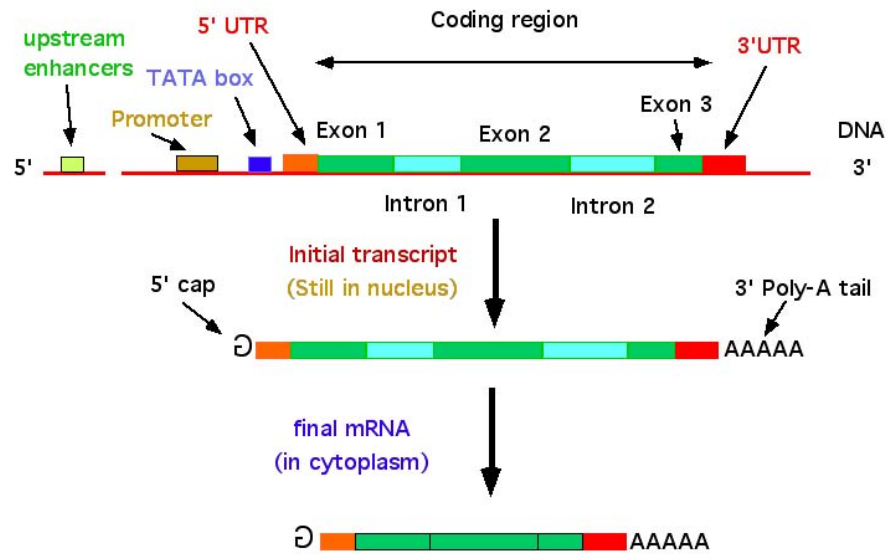 Coding region
5' UTR
3'UTR
upstream
enhancers
TATA box
Promoter
Exon 1
Exon 2
Exon 3
DNA
5'
3'
Intron 1
Intron 2
Initial transcript
(Still in nucleus)
5' cap
3' Poly-A tail
G
AAAAA
final mRNA
(in cytoplasm)
G
AAAAA